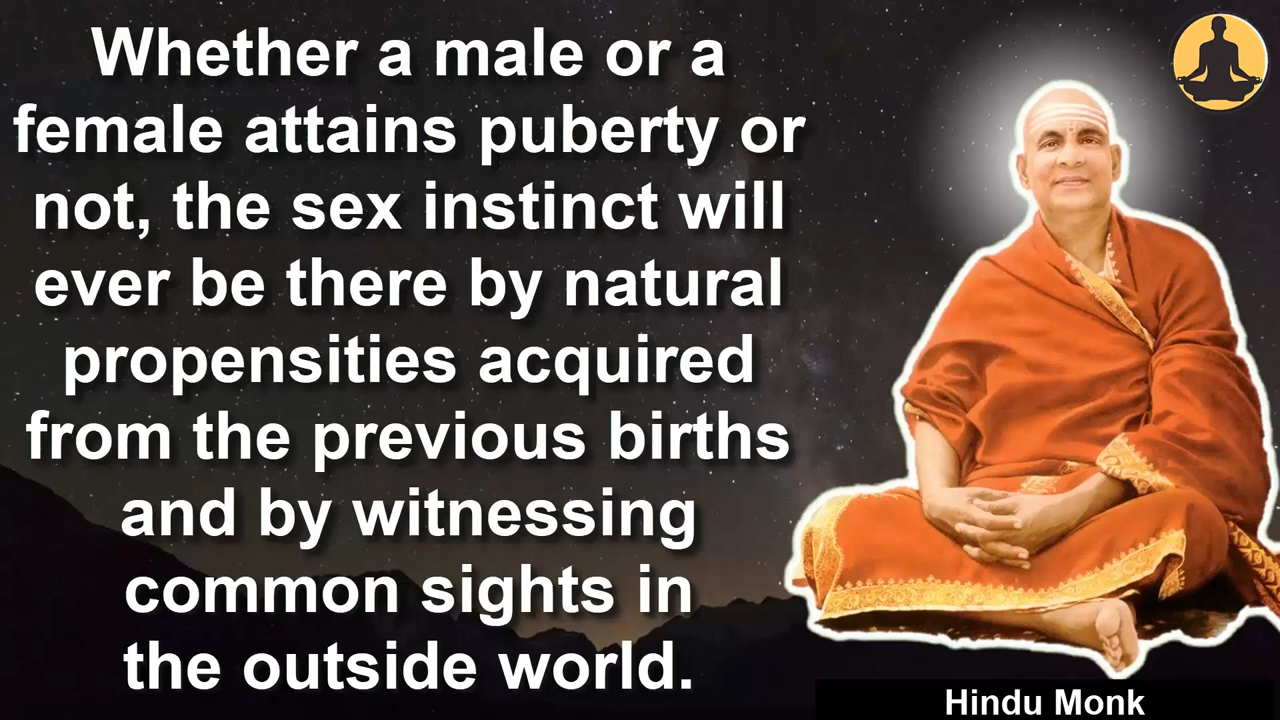 Whether a male or a
female attains puberty or
not, the sex instinct will
ever be there by natural
propensities acquired
from the previous births
and by witnessing
common sights in
the outside world.
Hindu Monk